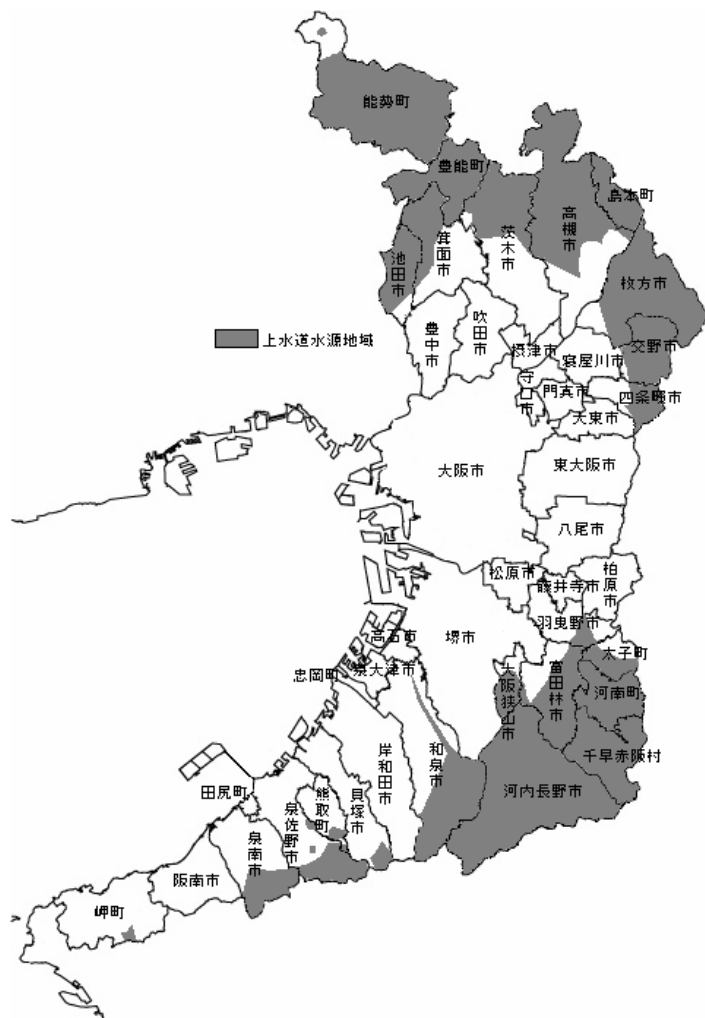 能勢町
豊能町
島本町
高槻市
茨木市
箕面市
池田市
枚方市
吹田市
豊中市
上水道水源地域
摂津市
交野市
寝屋川市
守口市
門真市
四条畷市
大東市
大阪市
東大阪市
八尾市
松原市
藤井寺市
柏原市
羽曳野市
高石市
堺市
太子町
忠岡町
泉大津市
大阪狭山市
富田林市
河南町
千早赤阪村
和泉市
岸和田市
河内長野市
田尻町
熊取町
貝塚市
泉佐野市
泉南市
阪南市
岬町